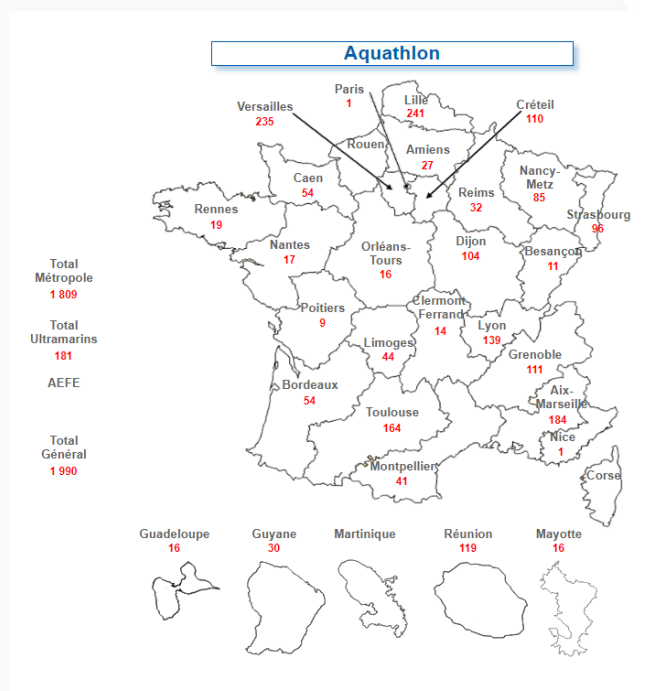 Aquathlon
Paris
1
Versailles
235
Lille
241
Créteil
110
Rouen
Amiens
27
Caen
54
Reims
32
Nancy-
Metz
85
Strasbourg
96
Rennes
19
Nantes
17
Orléans-
Tours
16
Dijon
104
Besançon
11
Total
Métropole
1 809
Poitiers
9
Clermont
Ferrand
14
Lyon
139
Total
Ultramarins
181
Limoges
44
Grenoble
111
AEFE
Bordeaux
54
Aix-
Marseille
184
Toulouse
164
Nice
1
Total
Général
1 990
Montpellier
41
Corse
Guadeloupe
16
Guyane
30
Martinique
Réunion
119
Mayotte
16